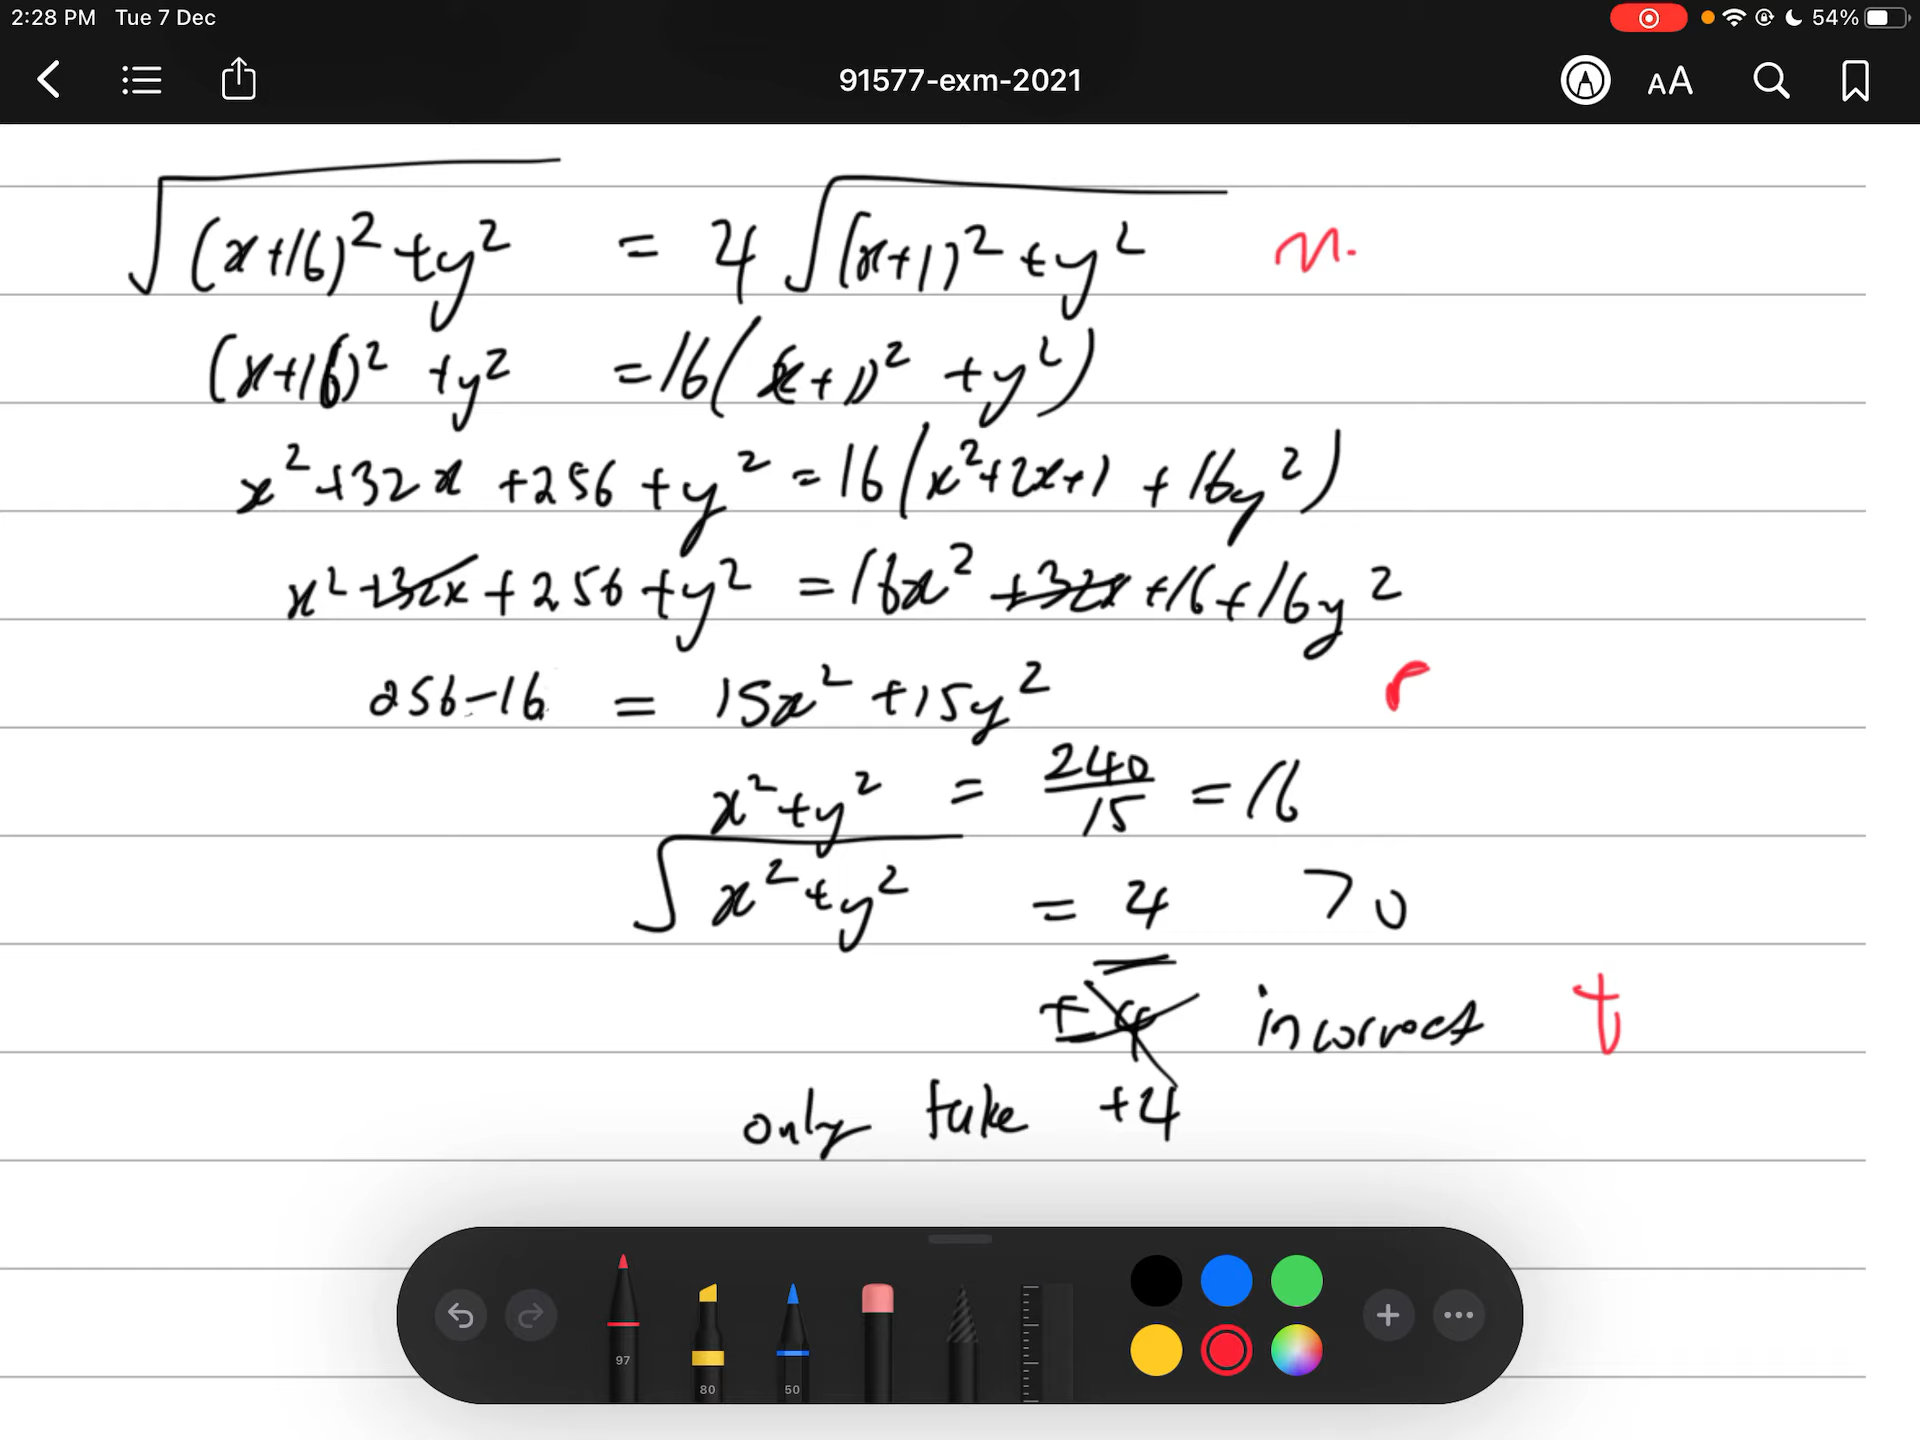 2:28 PM Tue 7 Dec 54%
91577-exm-2021
AA
√((x+16)² + y²) = 4 √((x+1)² + y²) n.
(x+16)² + y² = 16((x+1)² + y²)
x² + 32x + 256 + y² = 16(x² + 2x + 1 + 16y²)
x² + 32x + 256 + y² = 16x² + 32x + 16 + 16y²
256 - 16 = 15x² + 15y² r
x² + y² = 240/15 = 16
√(x² + y²) = 4 > 0
± 4 incorrect t
only take +4
97 80 50